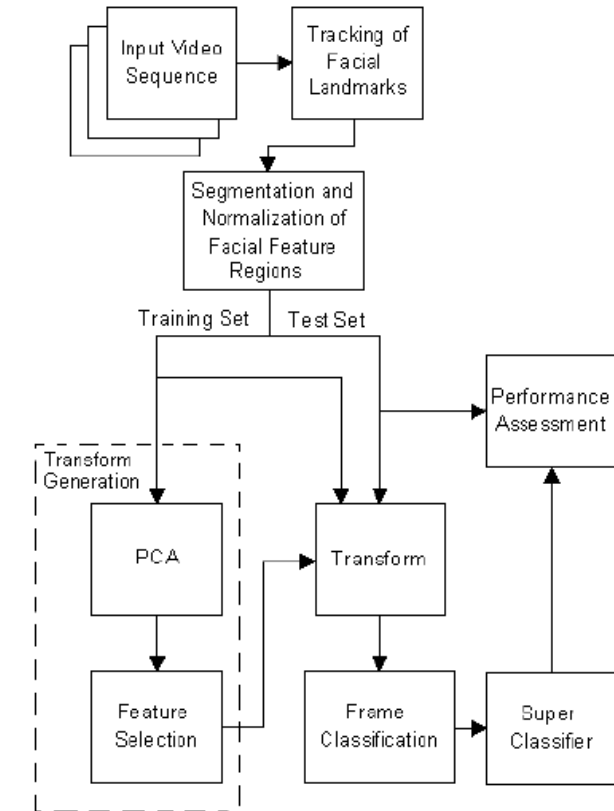 Input Video
Sequence
Tracking of
Facial
Landmarks
Segmentation and
Normalization of
Facial Feature
Regions
Training Set
Test Set
Performance
Assessment
Transform
Generation
PCA
Transform
Feature
Selection
Frame
Classification
Super
Classifier